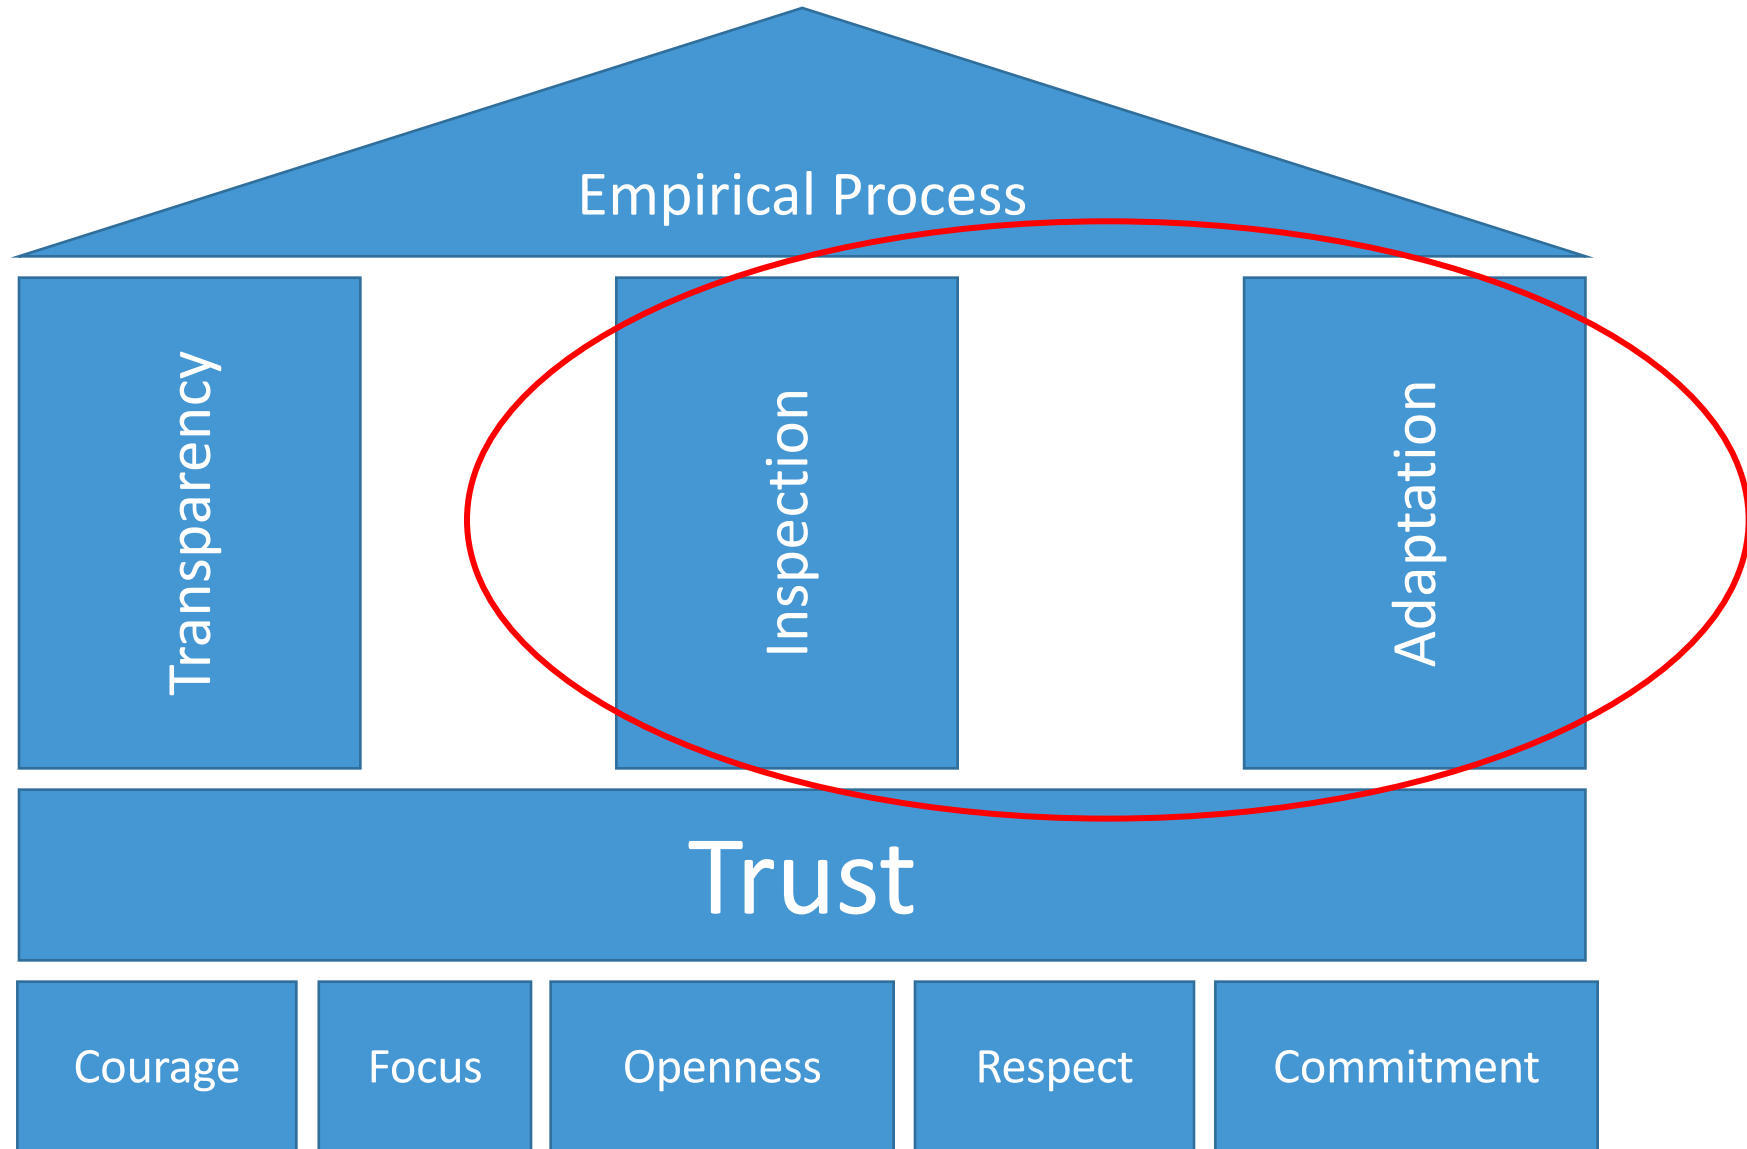 Empirical Process
Transparency
Inspection
Adaptation
Trust
Courage
Focus
Openness
Respect
Commitment